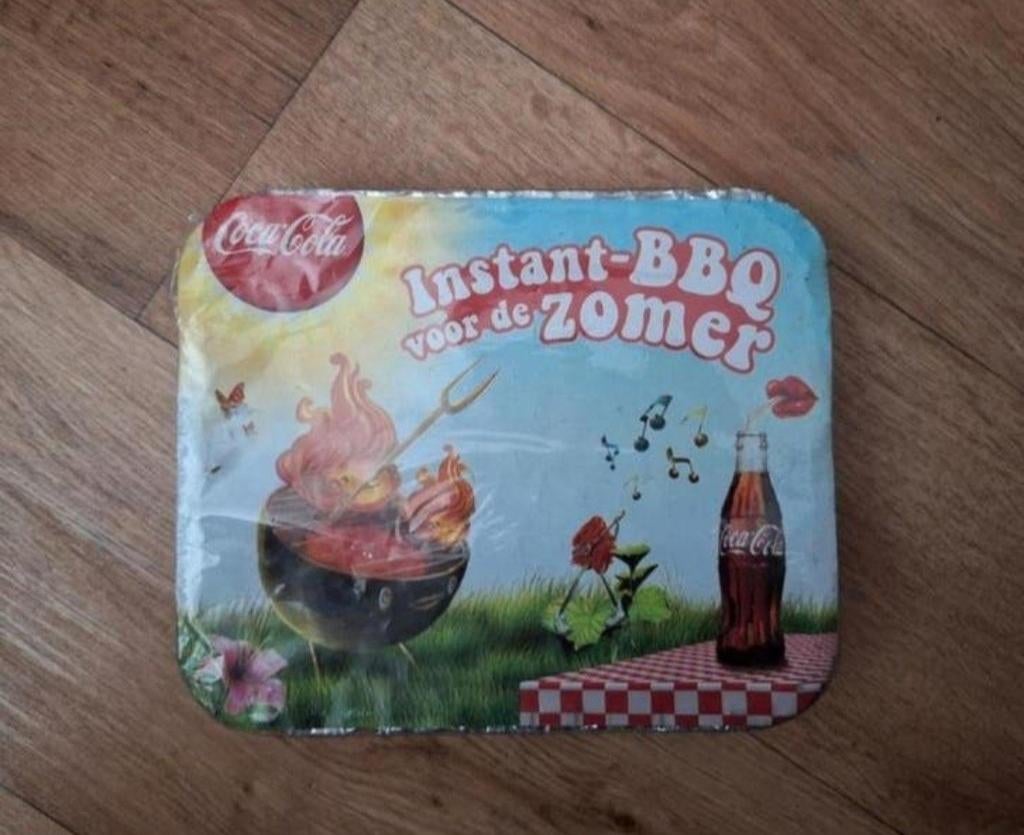 Coca-Cola
Instant-BBQ
voor de zomer
Coca-Cola